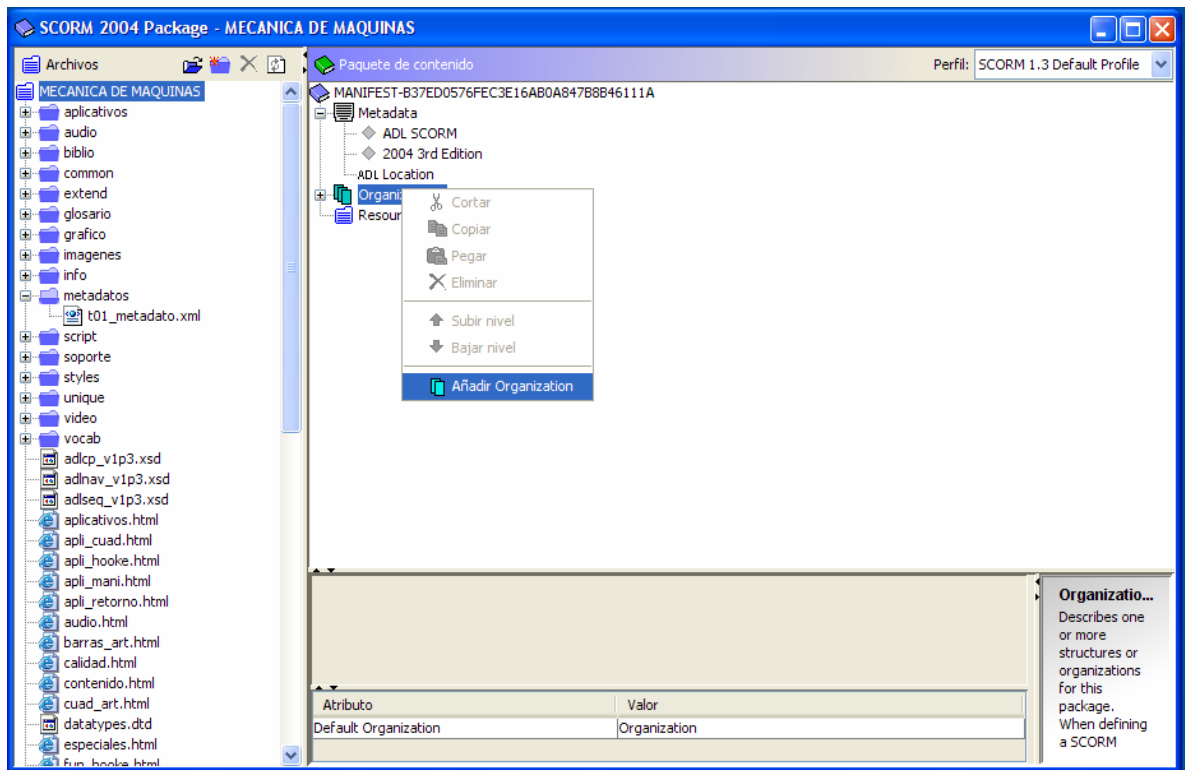 SCORM 2004 Package - MECANICA DE MAQUINAS
Archivos
MECANICA DE MAQUINAS
aplicativos
audio
biblio
common
extend
glosario
grafico
imagenes
info
metadatos
t01_metadato.xml
script
soporte
styles
unique
video
vocab
adlcp_v1p3.xsd
adlnav_v1p3.xsd
adlseq_v1p3.xsd
aplicativos.html
apli_cuad.html
apli_hooke.html
apli_mani.html
apli_retorno.html
audio.html
barras_art.html
calidad.html
contenido.html
cuad_art.html
datatypes.dtd
especiales.html
fun_hooke.html
Paquete de contenido
Perfil: SCORM 1.3 Default Profile
MANIFEST-B37ED0576FEC3E16AB0A847B8B46111A
Metadata
ADL SCORM
2004 3rd Edition
ADL Location
Organi
Resour
Cortar
Copiar
Pegar
Eliminar
Subir nivel
Bajar nivel
Añadir Organization
Atributo Valor
Default Organization Organization
Organizatio...
Describes one
or more
structures or
organizations
for this
package.
When defining
a SCORM